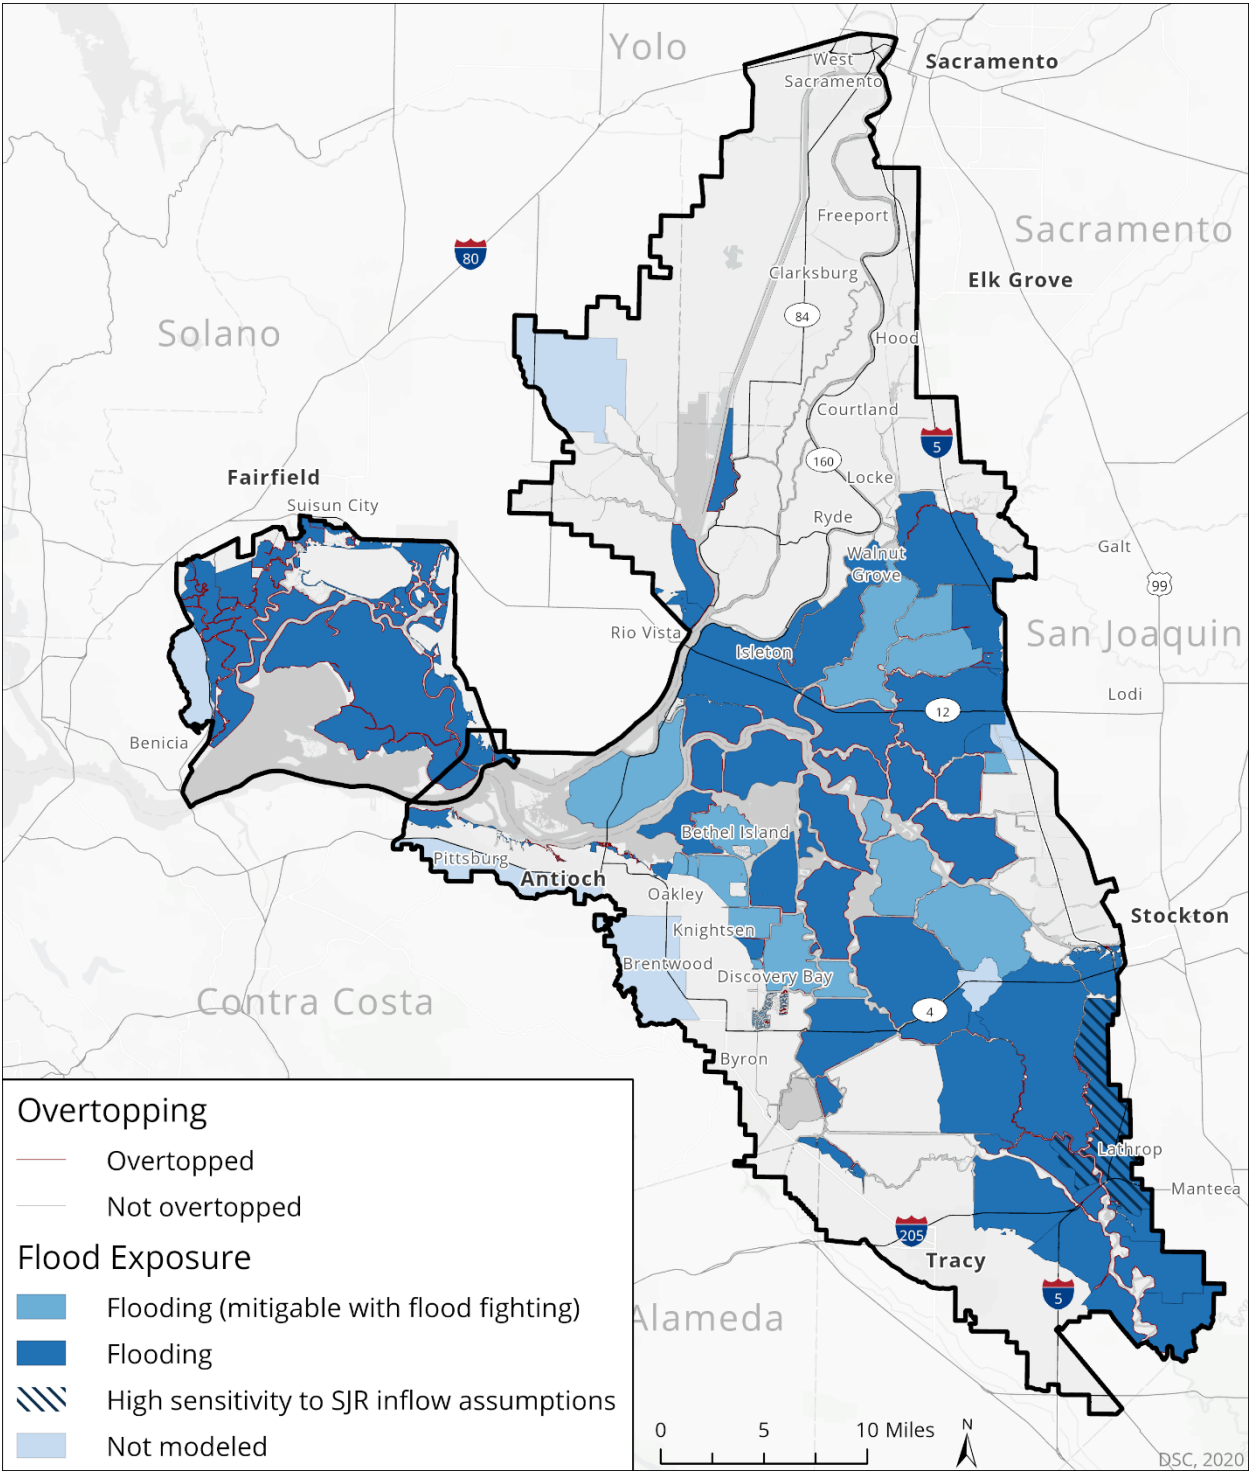 Yolo
West
Sacramento
Sacramento
Freeport
Sacramento
80
Clarksburg
Elk Grove
84
Solano
Hood
Courtland
5
160
Fairfield
Locke
Suisun City
Ryde
Walnut
Grove
Galt
99
Rio Vista
San Joaquin
Isleton
Lodi
12
Benicia
Bethel Island
Pittsburg
Antioch
Oakley
Stockton
Knightsen
Brentwood
Discovery Bay
Contra Costa
4
Byron
Lathrop
Manteca
205
Tracy
5
Alameda
Overtopping
Overtopped
Not overtopped
Flood Exposure
Flooding (mitigable with flood fighting)
Flooding
High sensitivity to SJR inflow assumptions
Not modeled
0 5 10 Miles
N
DSC, 2020